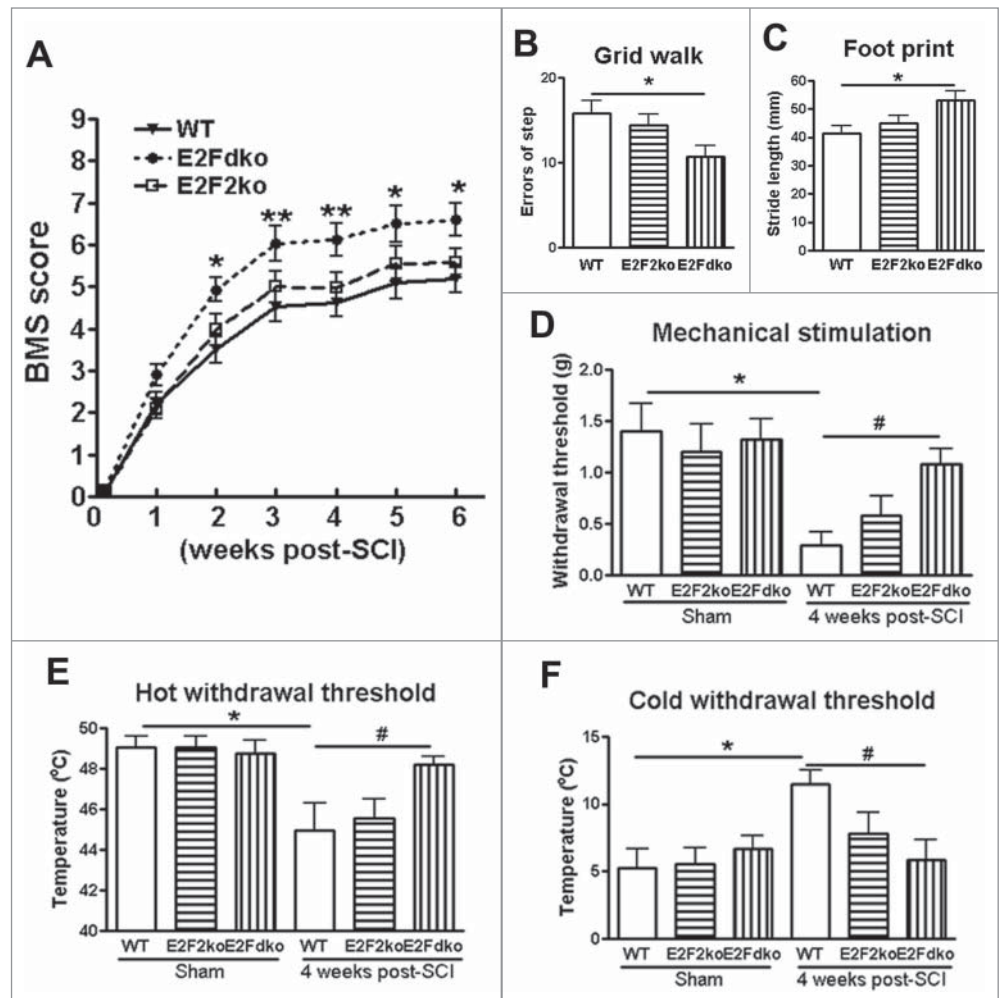 A
9
8
7
6
5
4
3
2
1
0
BMS score
WT
E2Fdko
E2F2ko
* ** ** * *
0 1 2 3 4 5 6
(weeks post-SCI)
B
Grid walk
*
20
10
0
Errors of step
WT E2F2ko E2Fdko
C
Foot print
*
60
50
40
30
20
10
0
Stride length (mm)
WT E2F2ko E2Fdko
D
Mechanical stimulation
2.0
1.5
1.0
0.5
0.0
Withdrawal threshold (g)
*
#
WT E2F2ko E2Fdko WT E2F2ko E2Fdko
Sham 4 weeks post-SCI
E
Hot withdrawal threshold
50
48
46
44
42
40
Temperature (°C)
*
#
WT E2F2ko E2Fdko WT E2F2ko E2Fdko
Sham 4 weeks post-SCI
F
Cold withdrawal threshold
15
10
5
0
Temperature (°C)
*
#
WT E2F2ko E2Fdko WT E2F2ko E2Fdko
Sham 4 weeks post-SCI